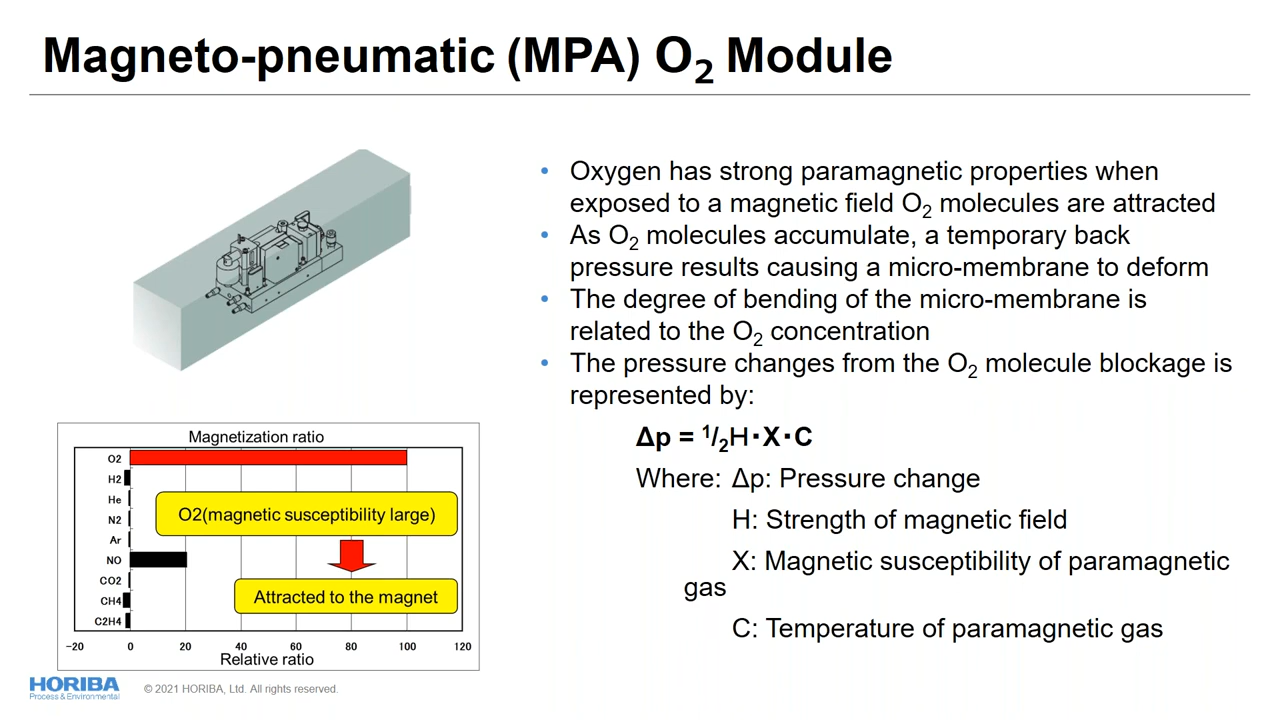 Magneto-pneumatic (MPA) O₂ Module
• Oxygen has strong paramagnetic properties when
exposed to a magnetic field O₂ molecules are attracted
• As O₂ molecules accumulate, a temporary back
pressure results causing a micro-membrane to deform
• The degree of bending of the micro-membrane is
related to the O₂ concentration
• The pressure changes from the O₂ molecule blockage is
represented by:
Δp = ¹/₂H·X·C
Where: Δp: Pressure change
H: Strength of magnetic field
X: Magnetic susceptibility of paramagnetic
gas
C: Temperature of paramagnetic gas
Magnetization ratio
O2
H2
He
N2
Ar
NO
CO2
CH4
C2H4
O2(magnetic susceptibility large)
Attracted to the magnet
-20 0 20 40 60 80 100 120
Relative ratio
HORIBA
Process & Environmental
© 2021 HORIBA, Ltd. All rights reserved.